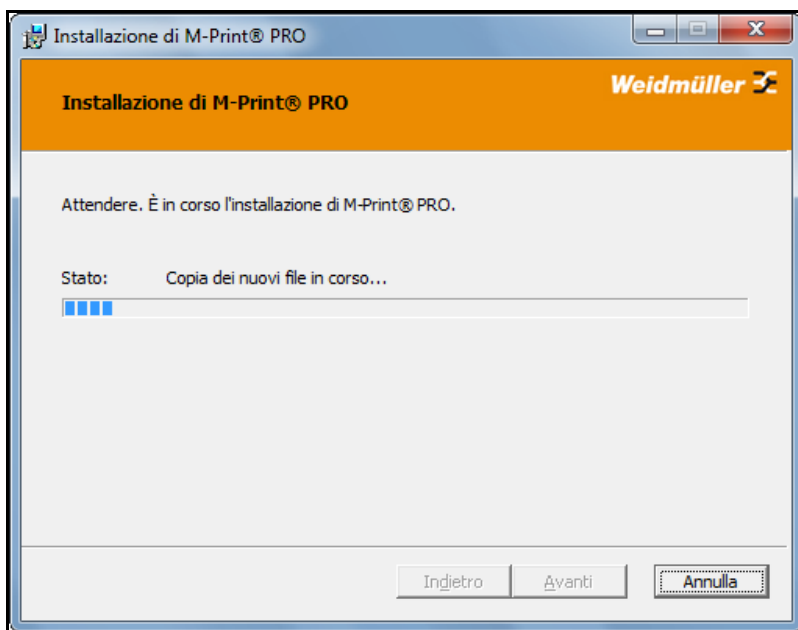 Installazione di M-Print® PRO
Weidmüller
Installazione di M-Print® PRO
Attendere. È in corso l'installazione di M-Print® PRO.
Stato: Copia dei nuovi file in corso...
Indietro Avanti Annulla